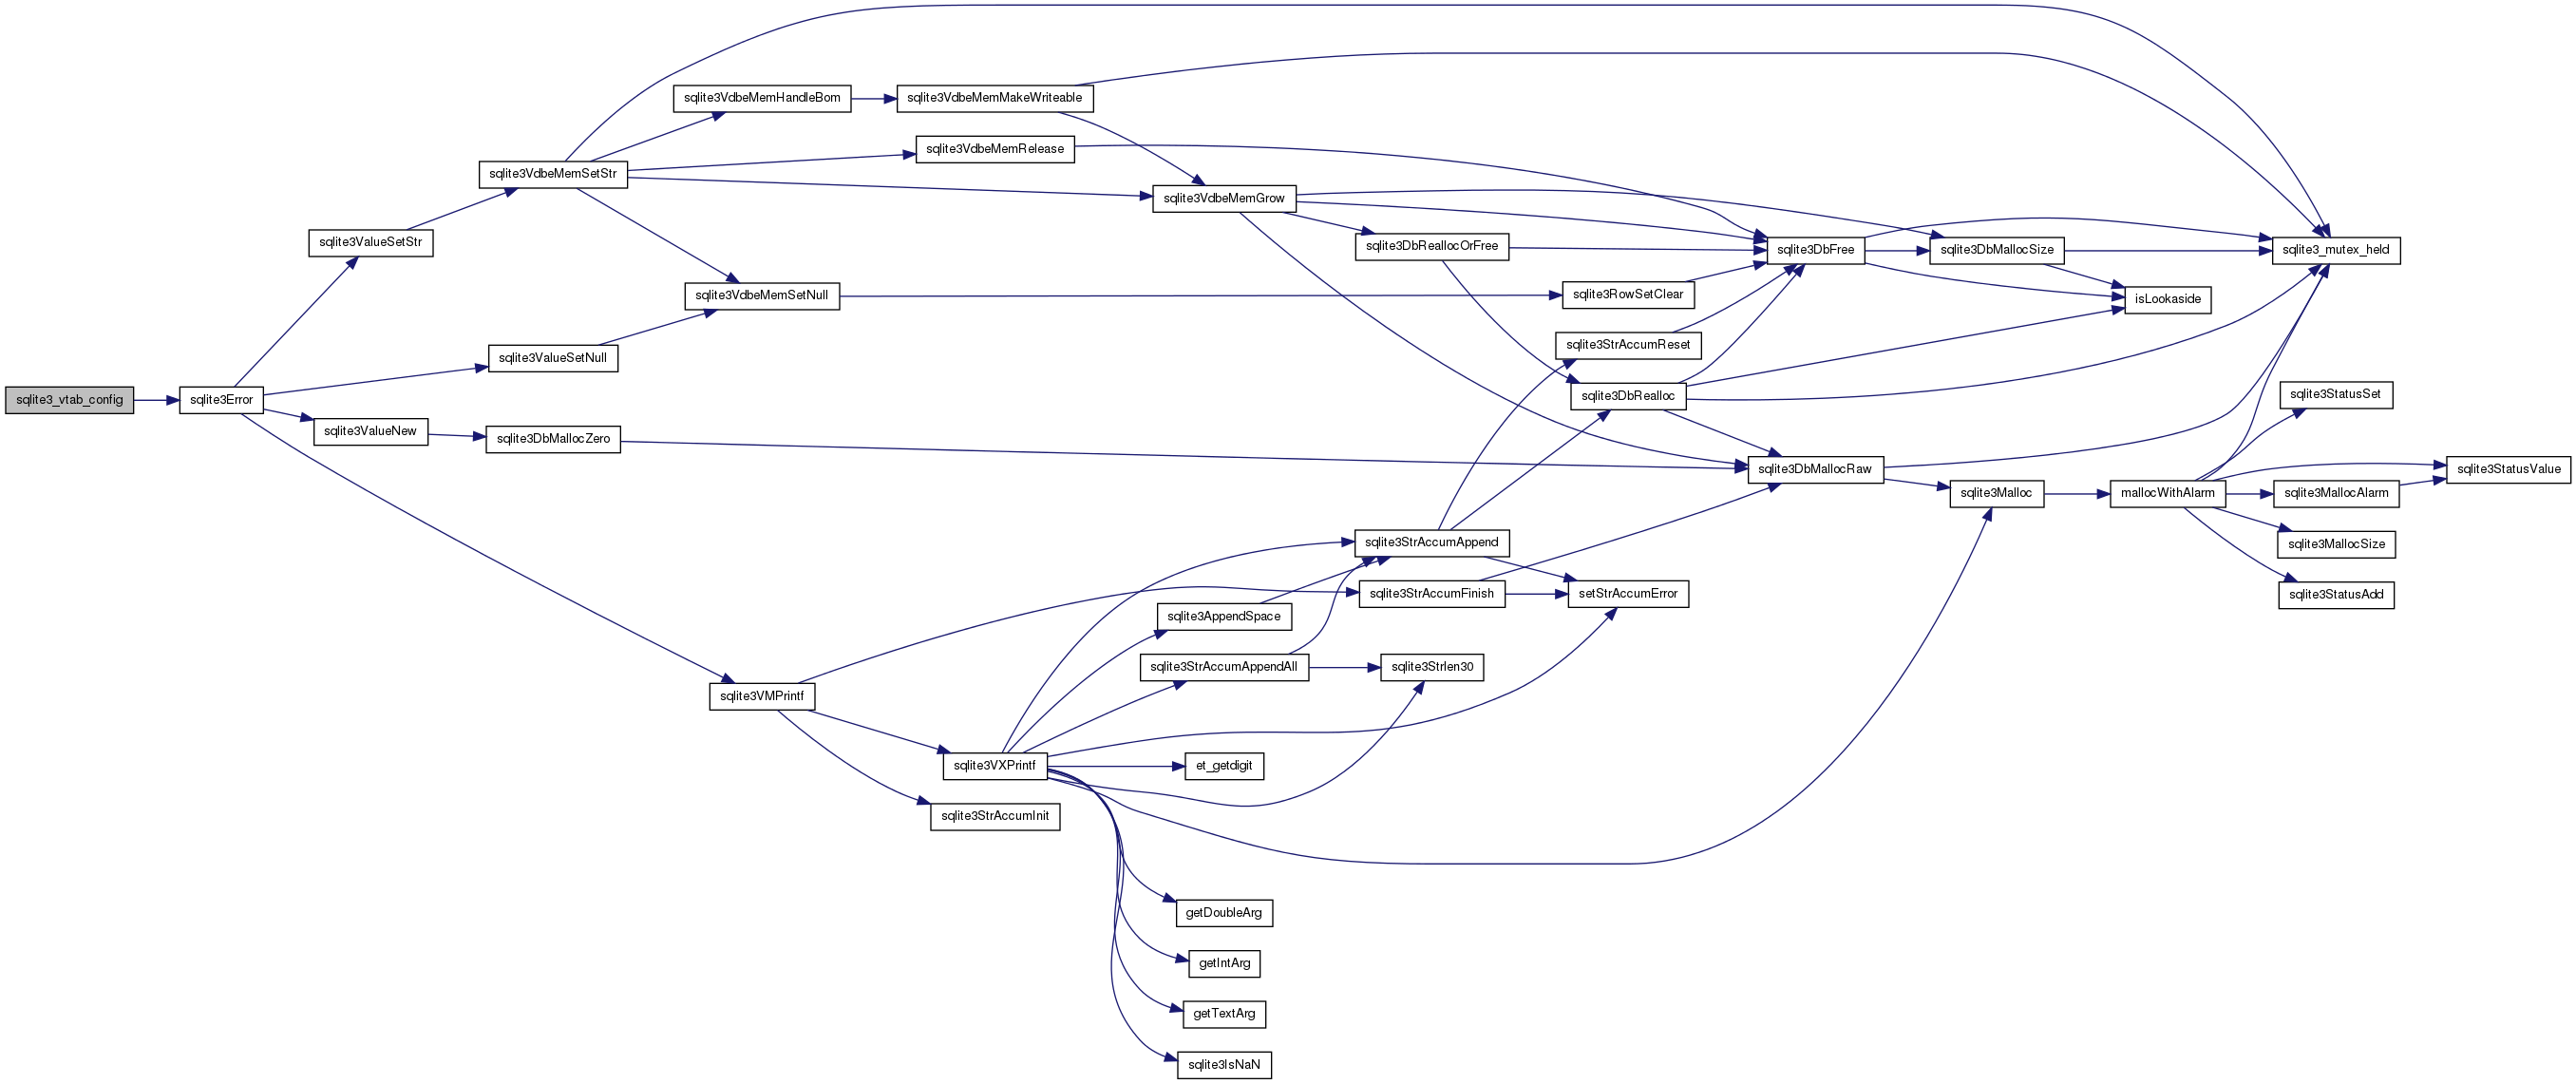 sqlite3_vtab_config
sqlite3Error
sqlite3ValueSetStr
sqlite3ValueSetNull
sqlite3ValueNew
sqlite3DbMallocZero
sqlite3VdbeMemSetStr
sqlite3VdbeMemHandleBom
sqlite3VdbeMemMakeWriteable
sqlite3VdbeMemRelease
sqlite3VdbeMemGrow
sqlite3VdbeMemSetNull
sqlite3VMPrintf
sqlite3VXPrintf
sqlite3StrAccumInit
sqlite3DbReallocOrFree
sqlite3RowSetClear
sqlite3StrAccumReset
sqlite3DbRealloc
sqlite3StrAccumAppend
sqlite3StrAccumFinish
setStrAccumError
sqlite3AppendSpace
sqlite3StrAccumAppendAll
sqlite3Strlen30
et_getdigit
getDoubleArg
getIntArg
getTextArg
sqlite3IsNaN
sqlite3DbFree
sqlite3DbMallocSize
sqlite3_mutex_held
isLookaside
sqlite3DbMallocRaw
sqlite3Malloc
mallocWithAlarm
sqlite3StatusSet
sqlite3StatusValue
sqlite3MallocAlarm
sqlite3MallocSize
sqlite3StatusAdd